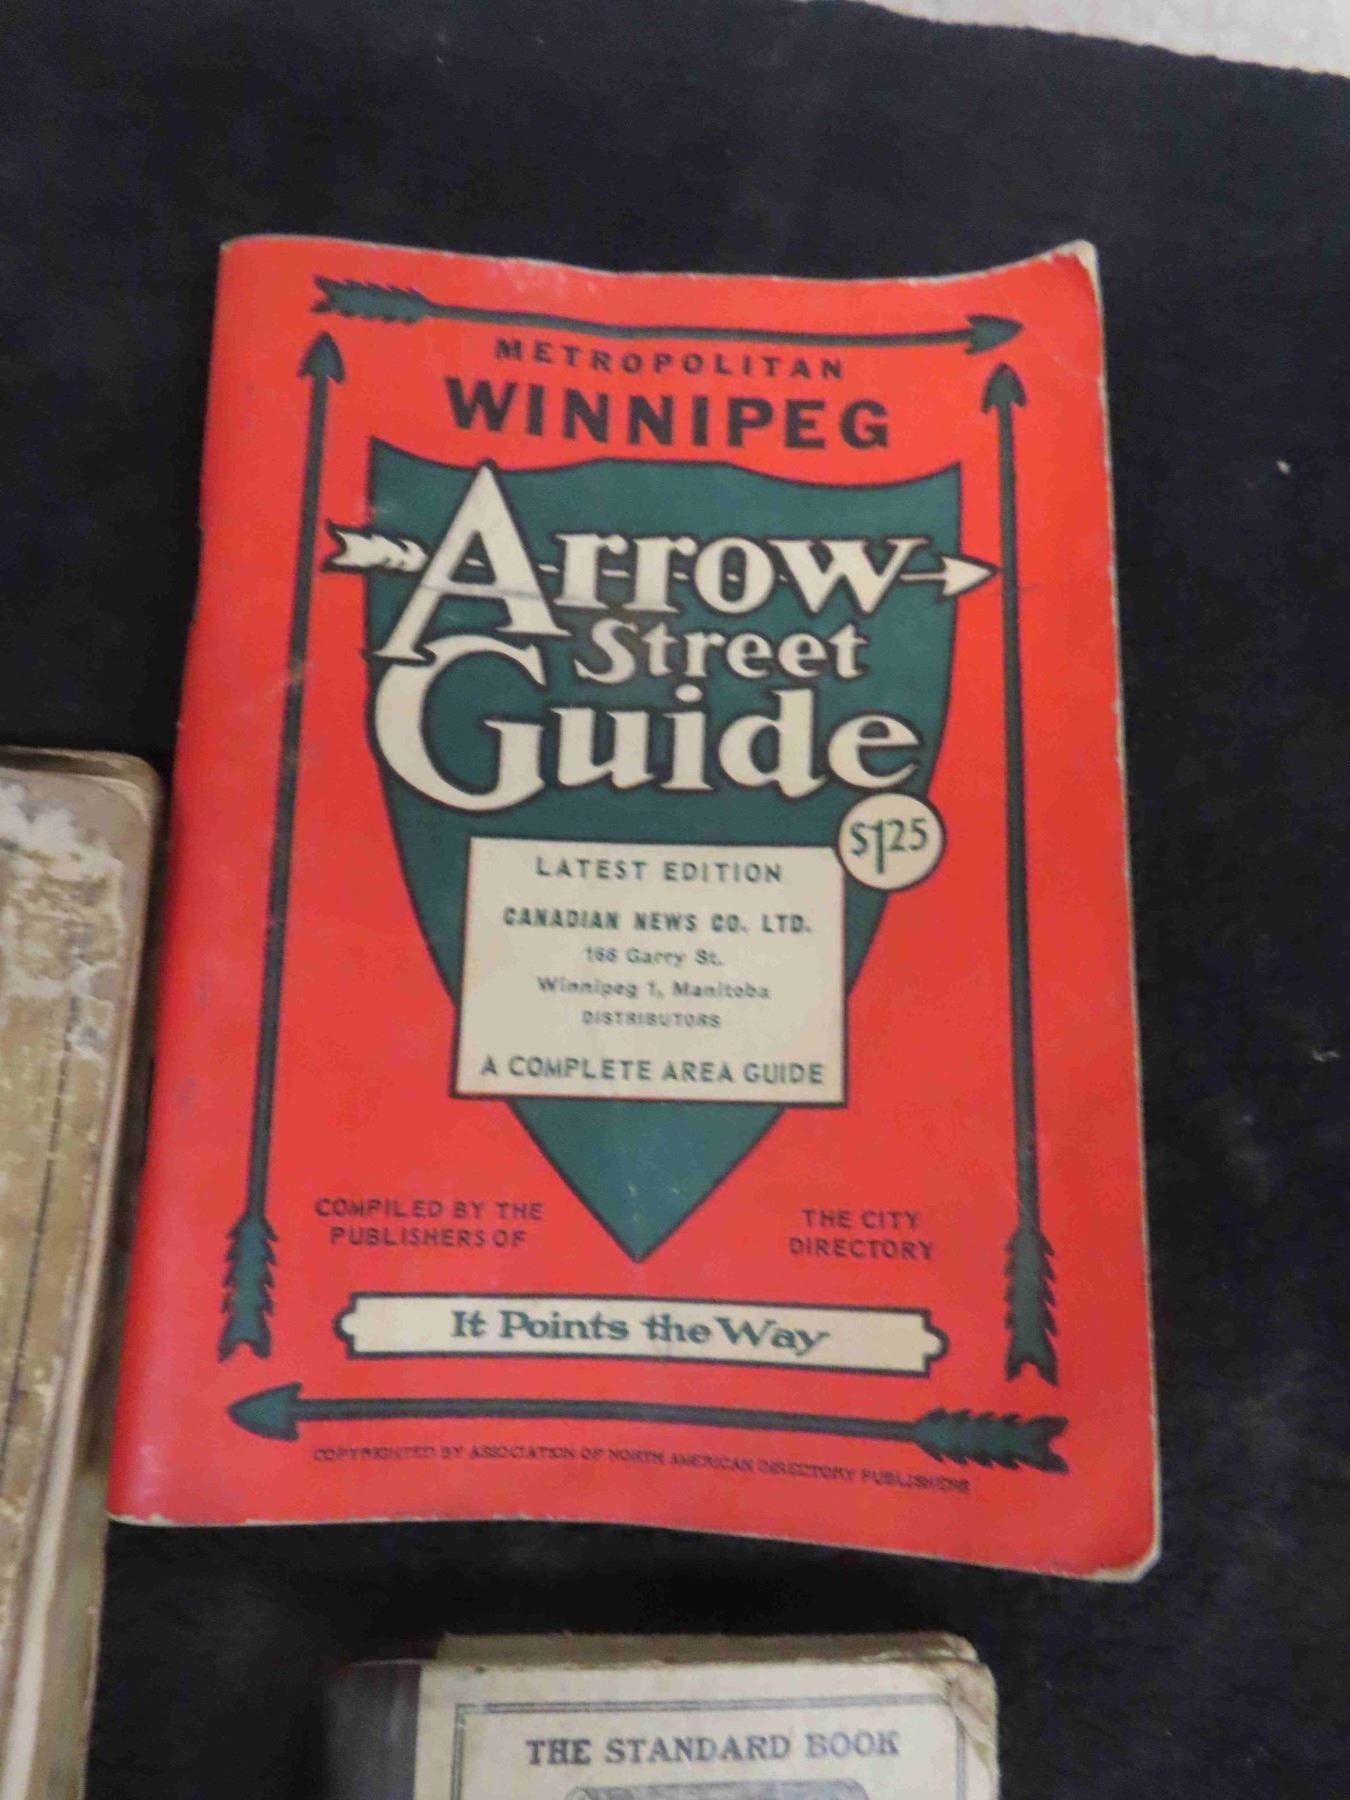 METROPOLITAN
WINNIPEG
Arrow
Street
Guide
$1.25
LATEST EDITION
CANADIAN NEWS CO. LTD.
166 Garry St.
Winnipeg 1, Manitoba
DISTRIBUTORS
A COMPLETE AREA GUIDE
COMPILED BY THE
PUBLISHERS OF
THE CITY
DIRECTORY
It Points the Way
COPYRIGHTED BY ASSOCIATION OF NORTH AMERICAN DIRECTORY PUBLISHERS
THE STANDARD BOOK